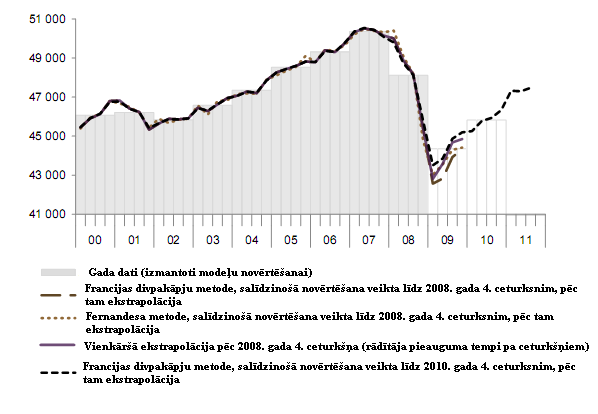 51 000
49 000
47 000
45 000
43 000
41 000
00 01 02 03 04 05 06 07 08 09 10 11
Gada dati (izmantoti modeļu novērtēšanai)
Francijas divpakāpju metode, salīdzinošā novērtēšana veikta līdz 2008. gada 4. ceturksnim, pēc
tam ekstrapolācija
Fernandesa metode, salīdzinošā novērtēšana veikta līdz 2008. gada 4. ceturksnim, pēc tam
ekstrapolācija
Vienkāršā ekstrapolācija pēc 2008. gada 4. ceturkšņa (rādītāja pieauguma tempi pa ceturkšņiem)
Francijas divpakāpju metode, salīdzinošā novērtēšana veikta līdz 2010. gada 4. ceturksnim, pēc
tam ekstrapolācija